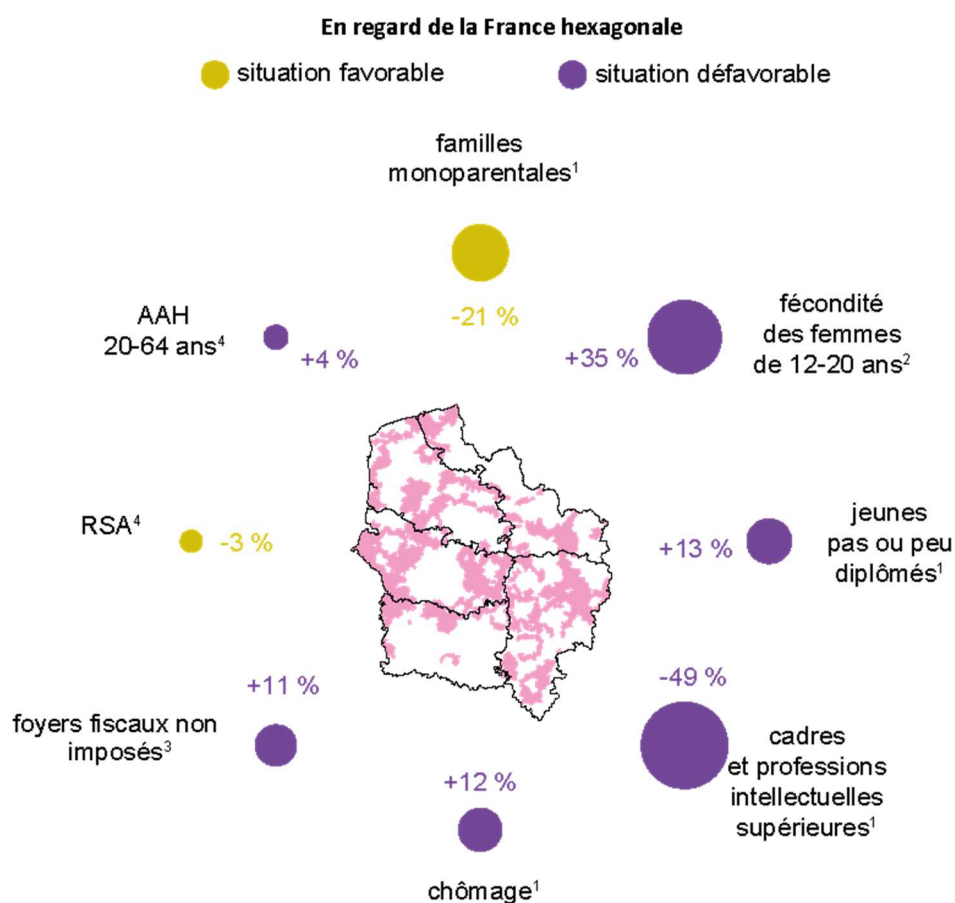 En regard de la France hexagonale
situation favorable
situation défavorable
familles
monoparentales¹
-21 %
AAH
20-64 ans⁴
+4 %
+35 %
fécondité
des femmes
de 12-20 ans²
RSA⁴
-3 %
+13 %
jeunes
pas ou peu
diplômés¹
+11 %
foyers fiscaux non
imposés³
-49 %
cadres
et professions
intellectuelles
supérieures¹
+12 %
chômage¹